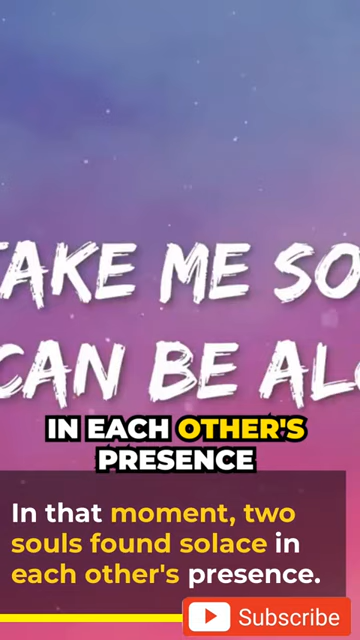 TAKE ME SO
CAN BE AL
IN EACH OTHER'S
PRESENCE
In that moment, two
souls found solace in
each other's presence.
Subscribe